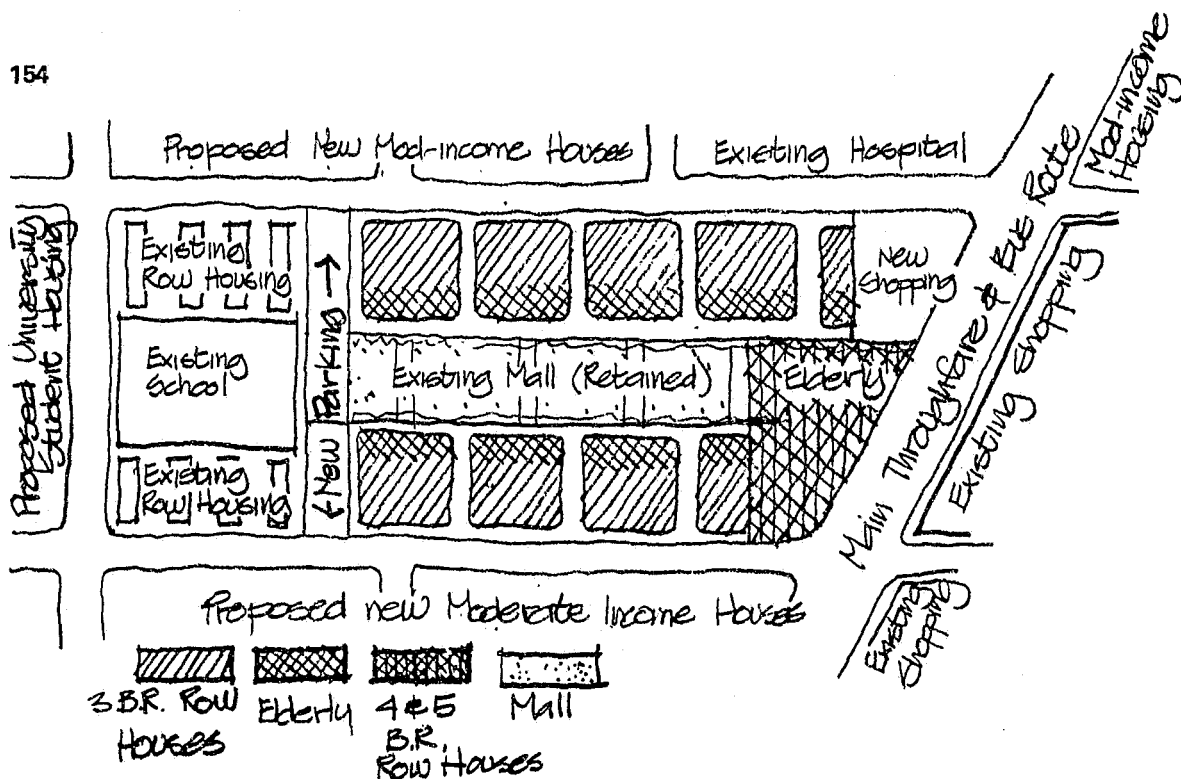 154
Proposed New Mod-income Houses
Existing Hospital
Mod-income
Housing
Proposed University
Student Housing
Existing
Row Housing
New
Shopping
Main Throughfare & Bus Route
Existing Shopping
Existing
School
← New Parking →
Existing Mall (Retained)
Elderly
Existing
Row Housing
Proposed new Moderate Income Houses
Existing
Shopping
3 B.R. Row
Houses
Elderly
4 & 5
B.R.
Row Houses
Mall